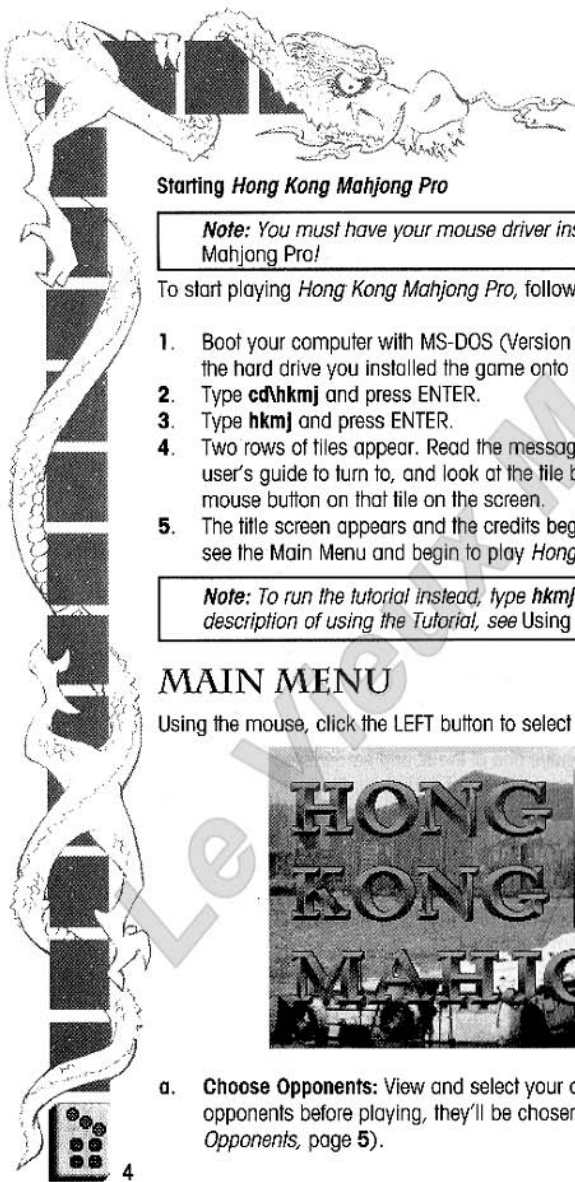 Starting Hong Kong Mahjong Pro
Note: You must have your mouse driver ins
Mahjong Pro!
To start playing Hong Kong Mahjong Pro, follow
1. Boot your computer with MS-DOS (Version
the hard drive you installed the game onto
2. Type cd\hkmj and press ENTER.
3. Type hkmj and press ENTER.
4. Two rows of tiles appear. Read the messag
user's guide to turn to, and look at the tile b
mouse button on that tile on the screen.
5. The title screen appears and the credits beg
see the Main Menu and begin to play Hong
Note: To run the tutorial instead, type hkmj
description of using the Tutorial, see Using
MAIN MENU
Using the mouse, click the LEFT button to select
HONG
KONG
MAHJO
a. Choose Opponents: View and select your o
opponents before playing, they'll be chosen
Opponents, page 5).
4
Le Vieux M